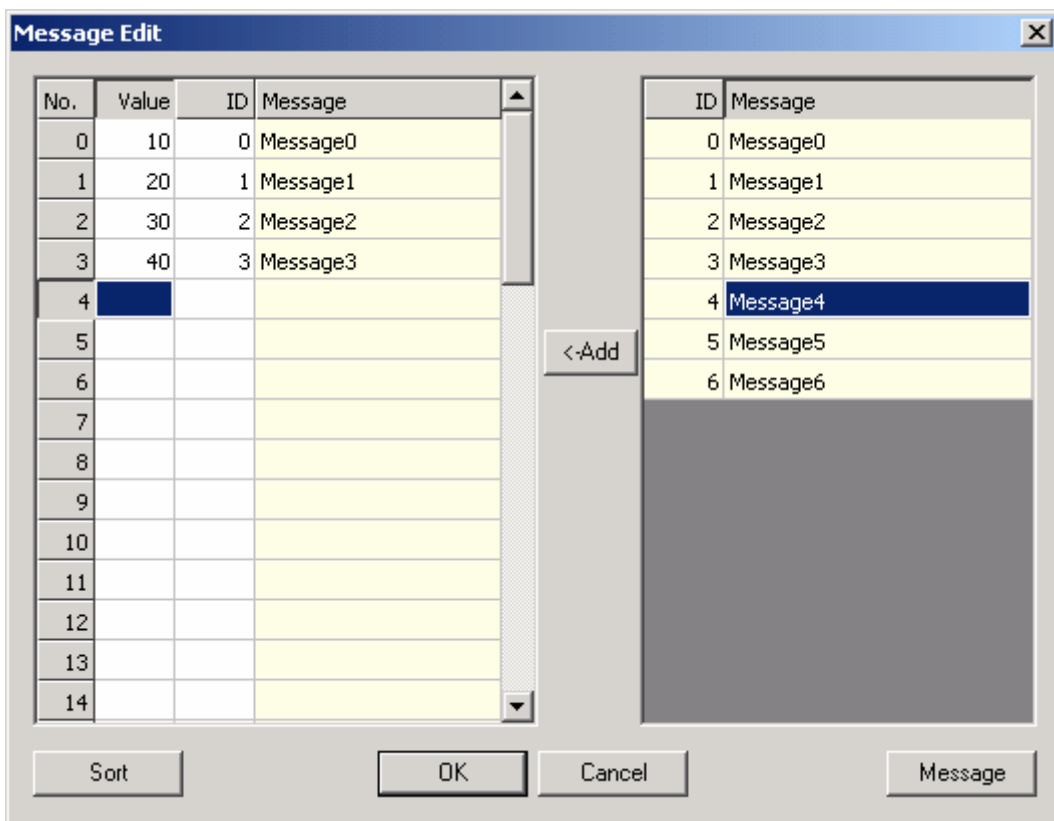 Message Edit
No. Value ID Message
0 10 0 Message0
1 20 1 Message1
2 30 2 Message2
3 40 3 Message3
4
5
6
7
8
9
10
11
12
13
14
<-Add
ID Message
0 Message0
1 Message1
2 Message2
3 Message3
4 Message4
5 Message5
6 Message6
Sort OK Cancel Message